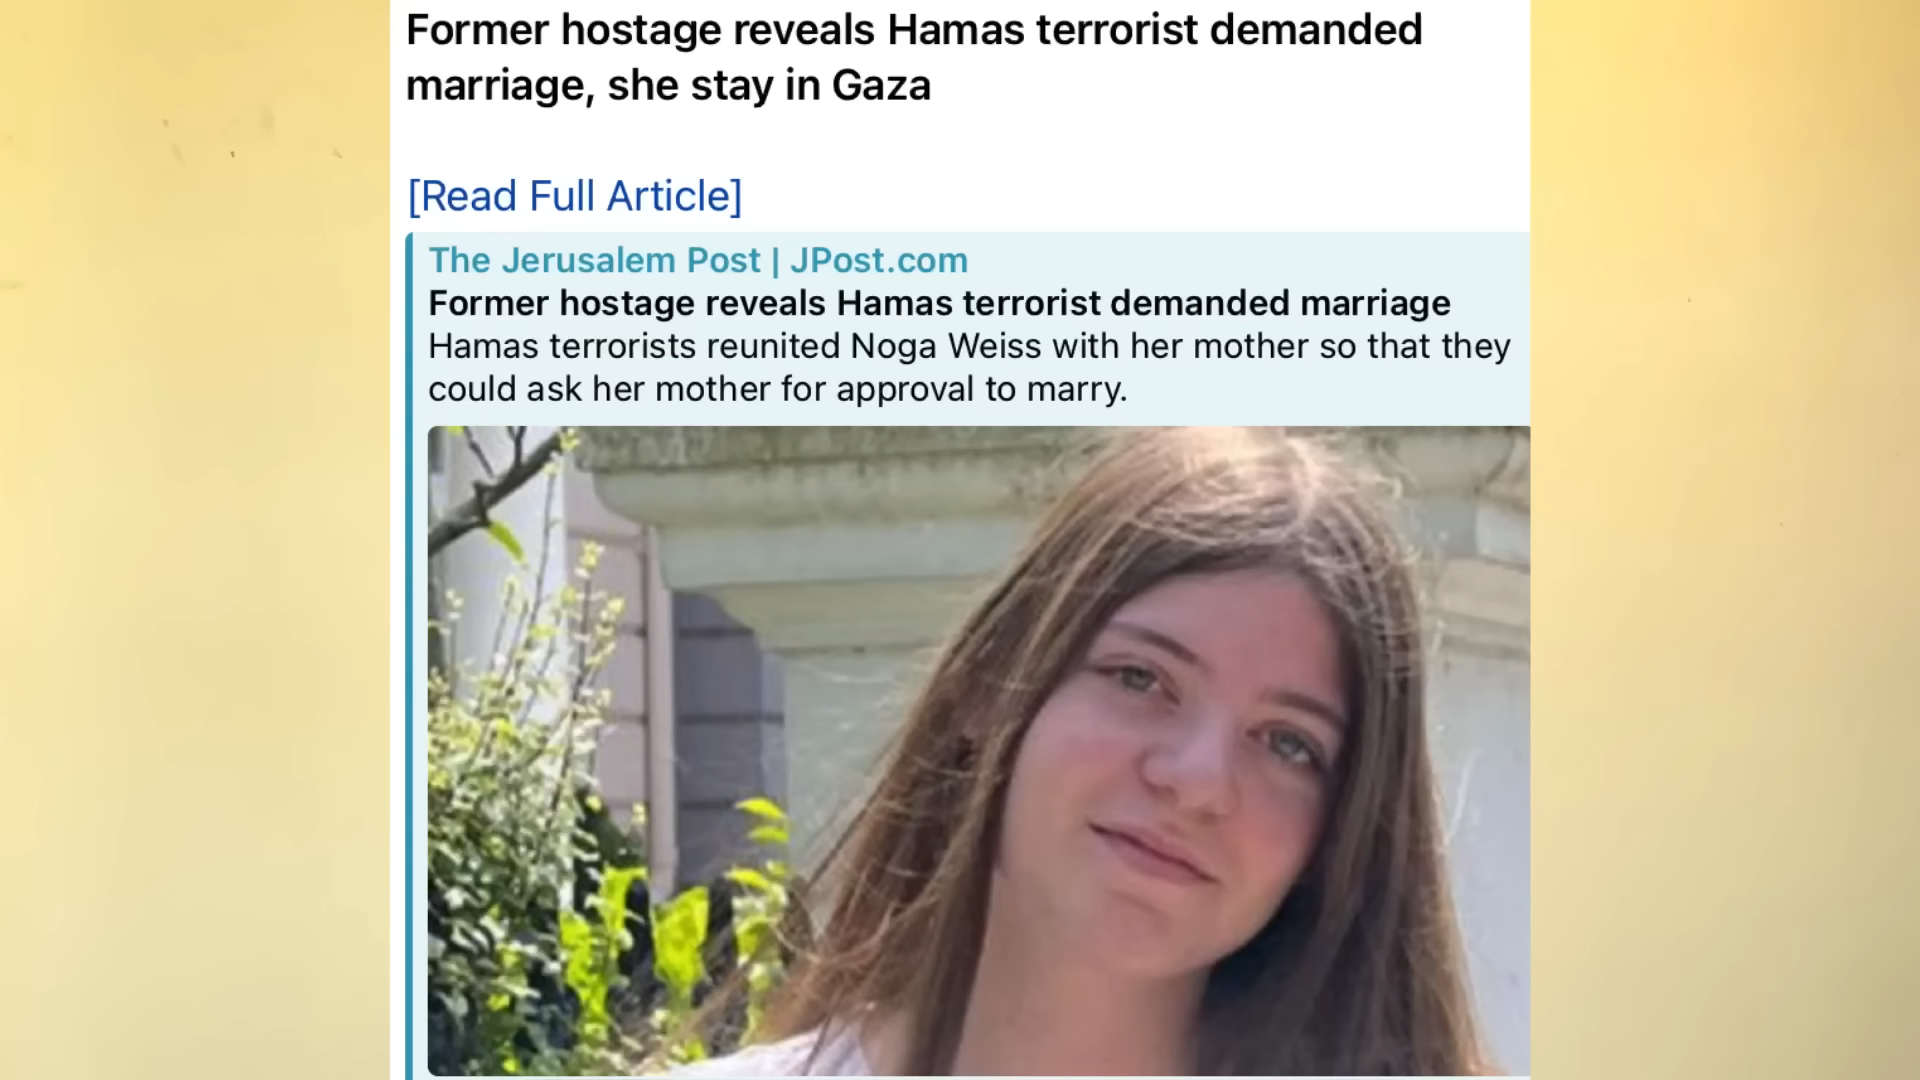 Former hostage reveals Hamas terrorist demanded
marriage, she stay in Gaza
[Read Full Article]
The Jerusalem Post | JPost.com
Former hostage reveals Hamas terrorist demanded marriage
Hamas terrorists reunited Noga Weiss with her mother so that they
could ask her mother for approval to marry.